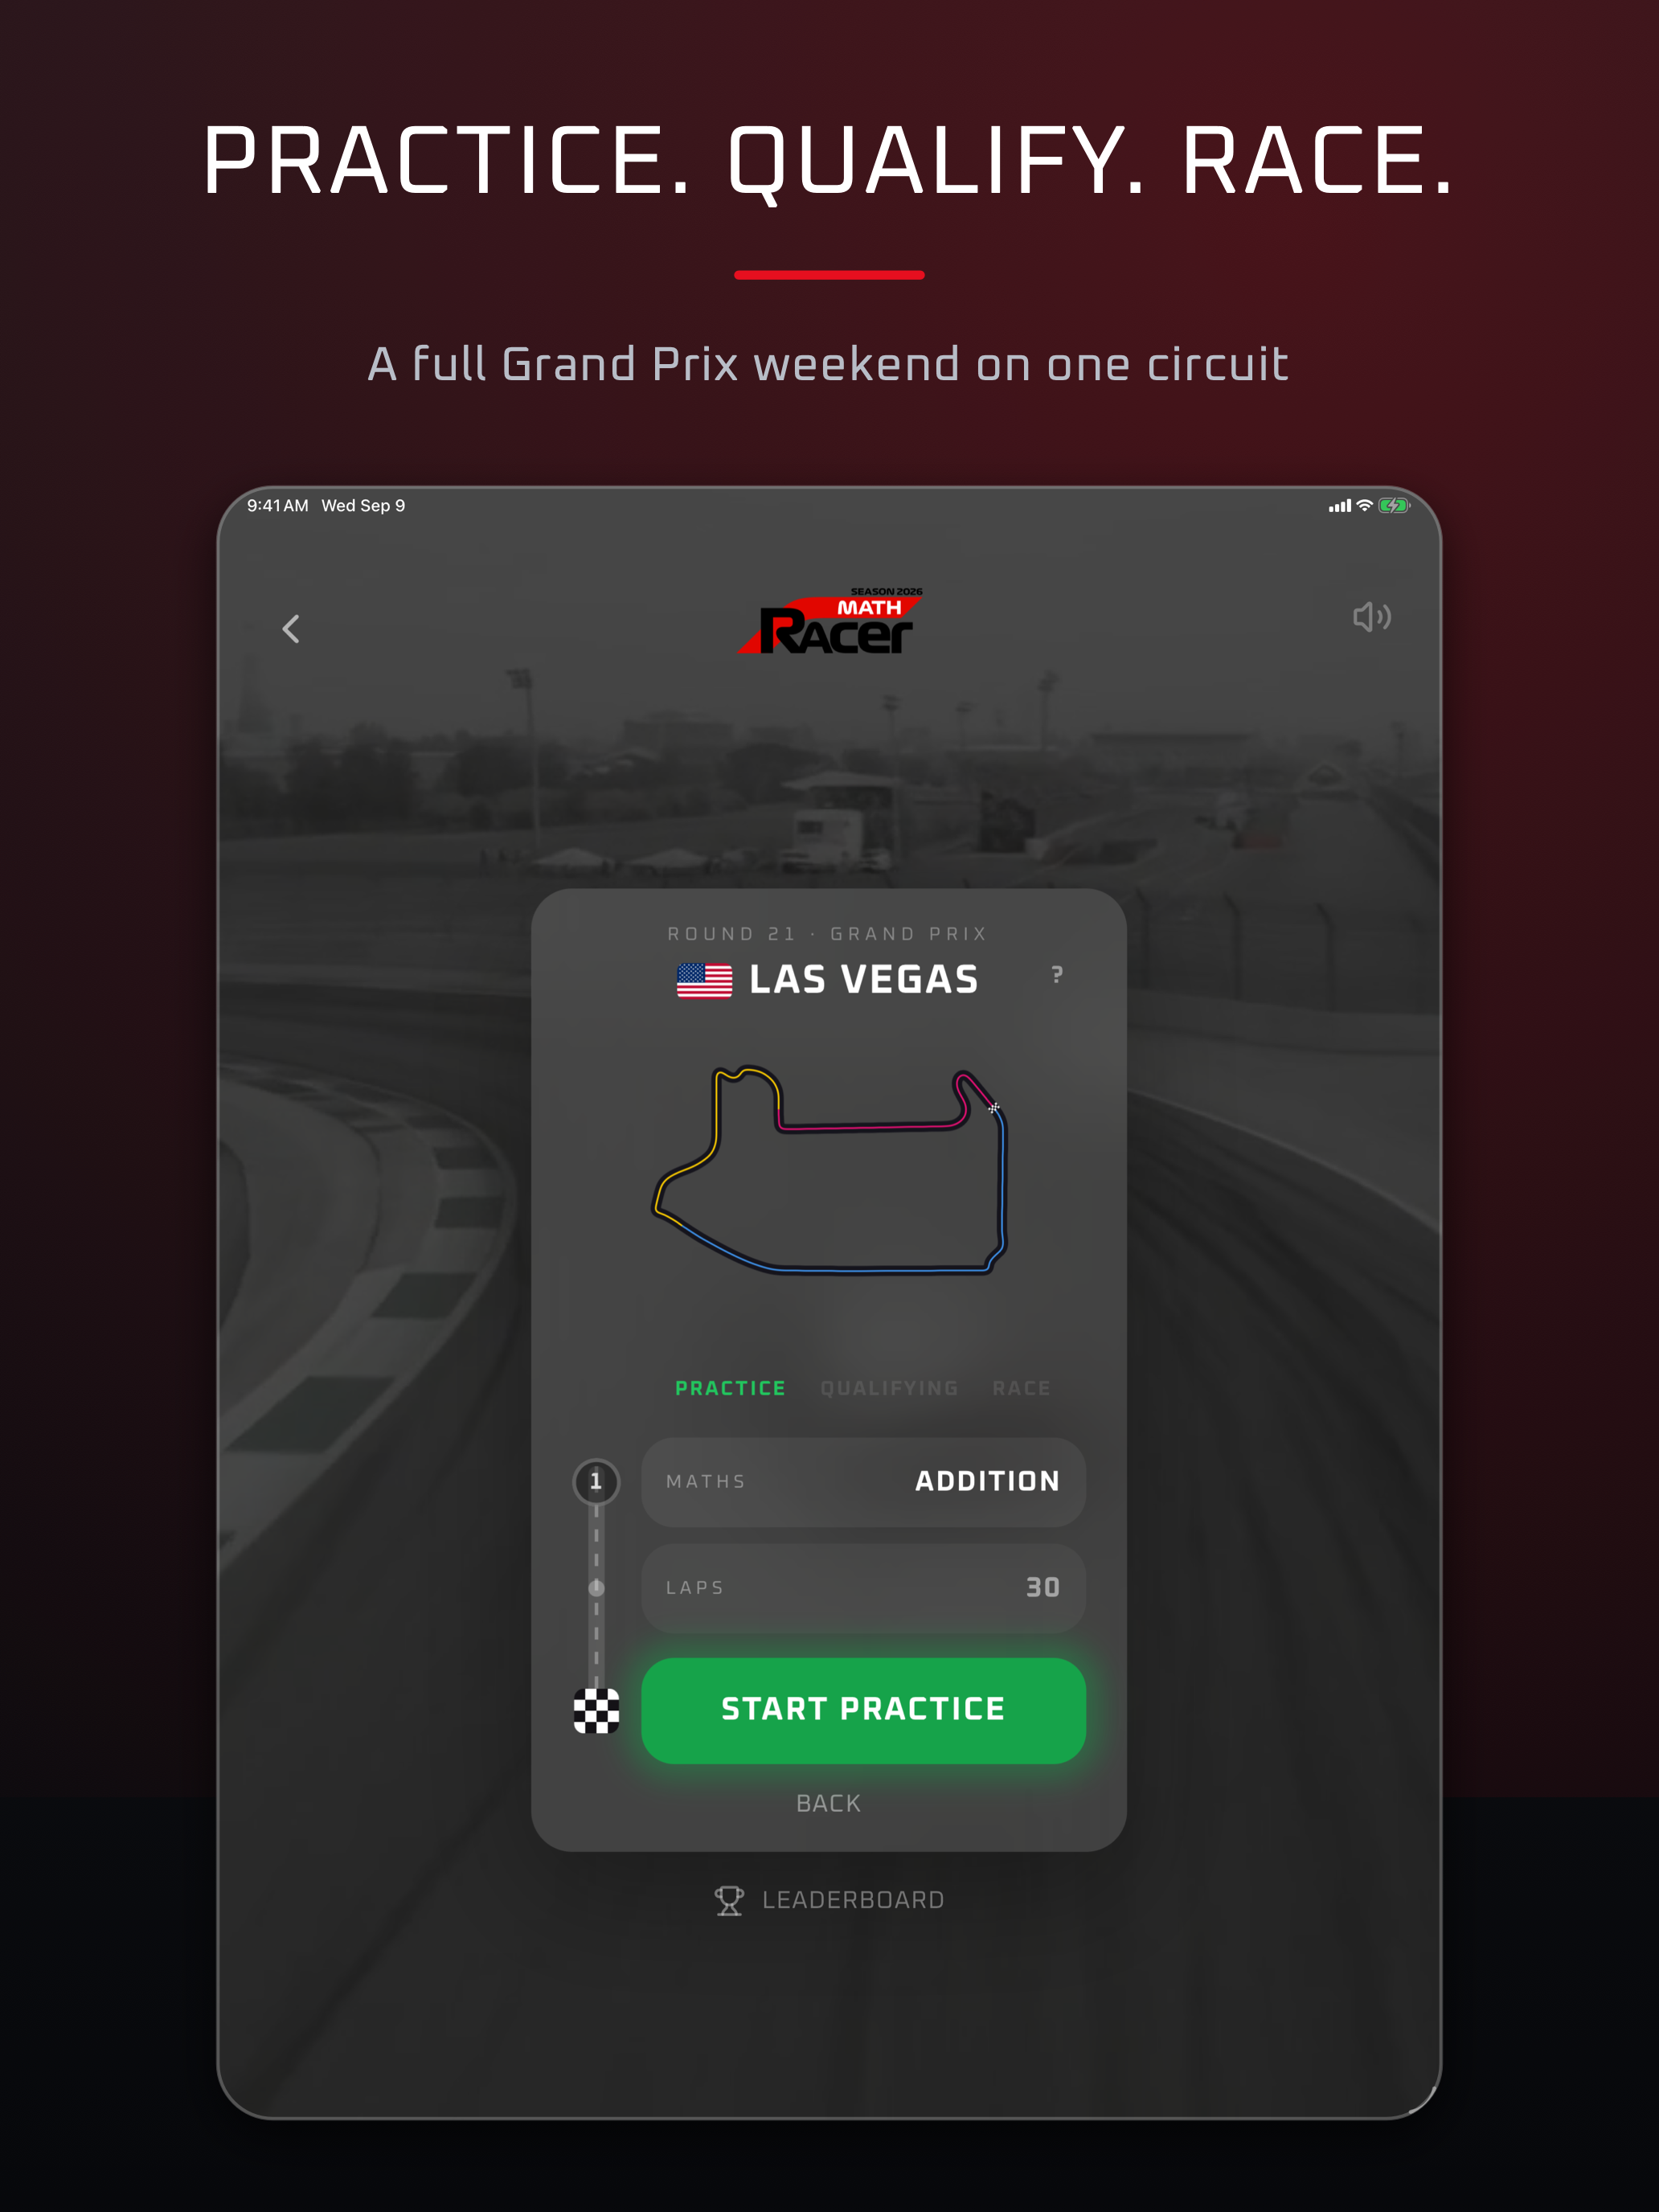 PRACTICE. QUALIFY. RACE.
A full Grand Prix weekend on one circuit
9:41 AM Wed Sep 9
SEASON 2026
MATH
RACer
ROUND 21 · GRAND PRIX
LAS VEGAS ?
PRACTICE QUALIFYING RACE
1 MATHS ADDITION
LAPS 30
START PRACTICE
BACK
LEADERBOARD